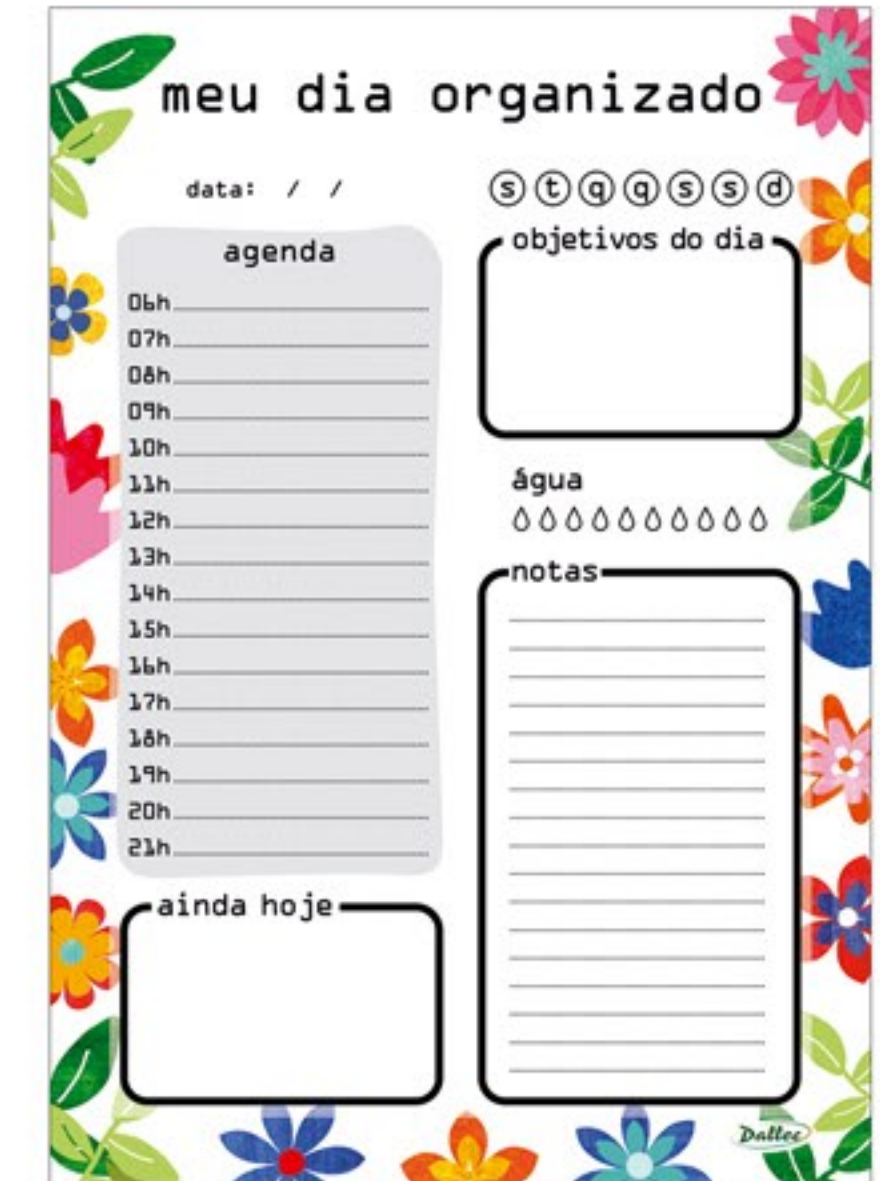 meu dia organizado
data: / /
s t q q s s d
agenda
06h
07h
08h
09h
10h
11h
12h
13h
14h
15h
16h
17h
18h
19h
20h
21h
ainda hoje
objetivos do dia
água
notas
Dallec